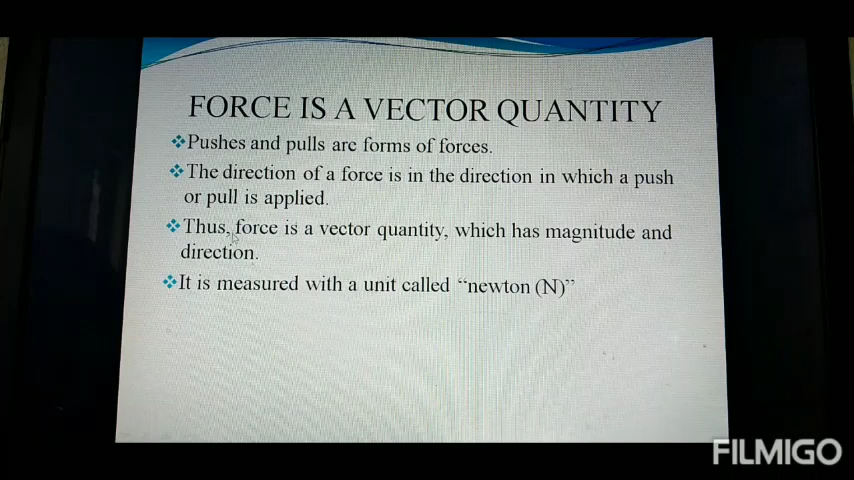 FORCE IS A VECTOR QUANTITY
❖Pushes and pulls are forms of forces.
❖The direction of a force is in the direction in which a push
or pull is applied.
❖Thus, force is a vector quantity, which has magnitude and
direction.
❖It is measured with a unit called “newton (N)”
FILMIGO